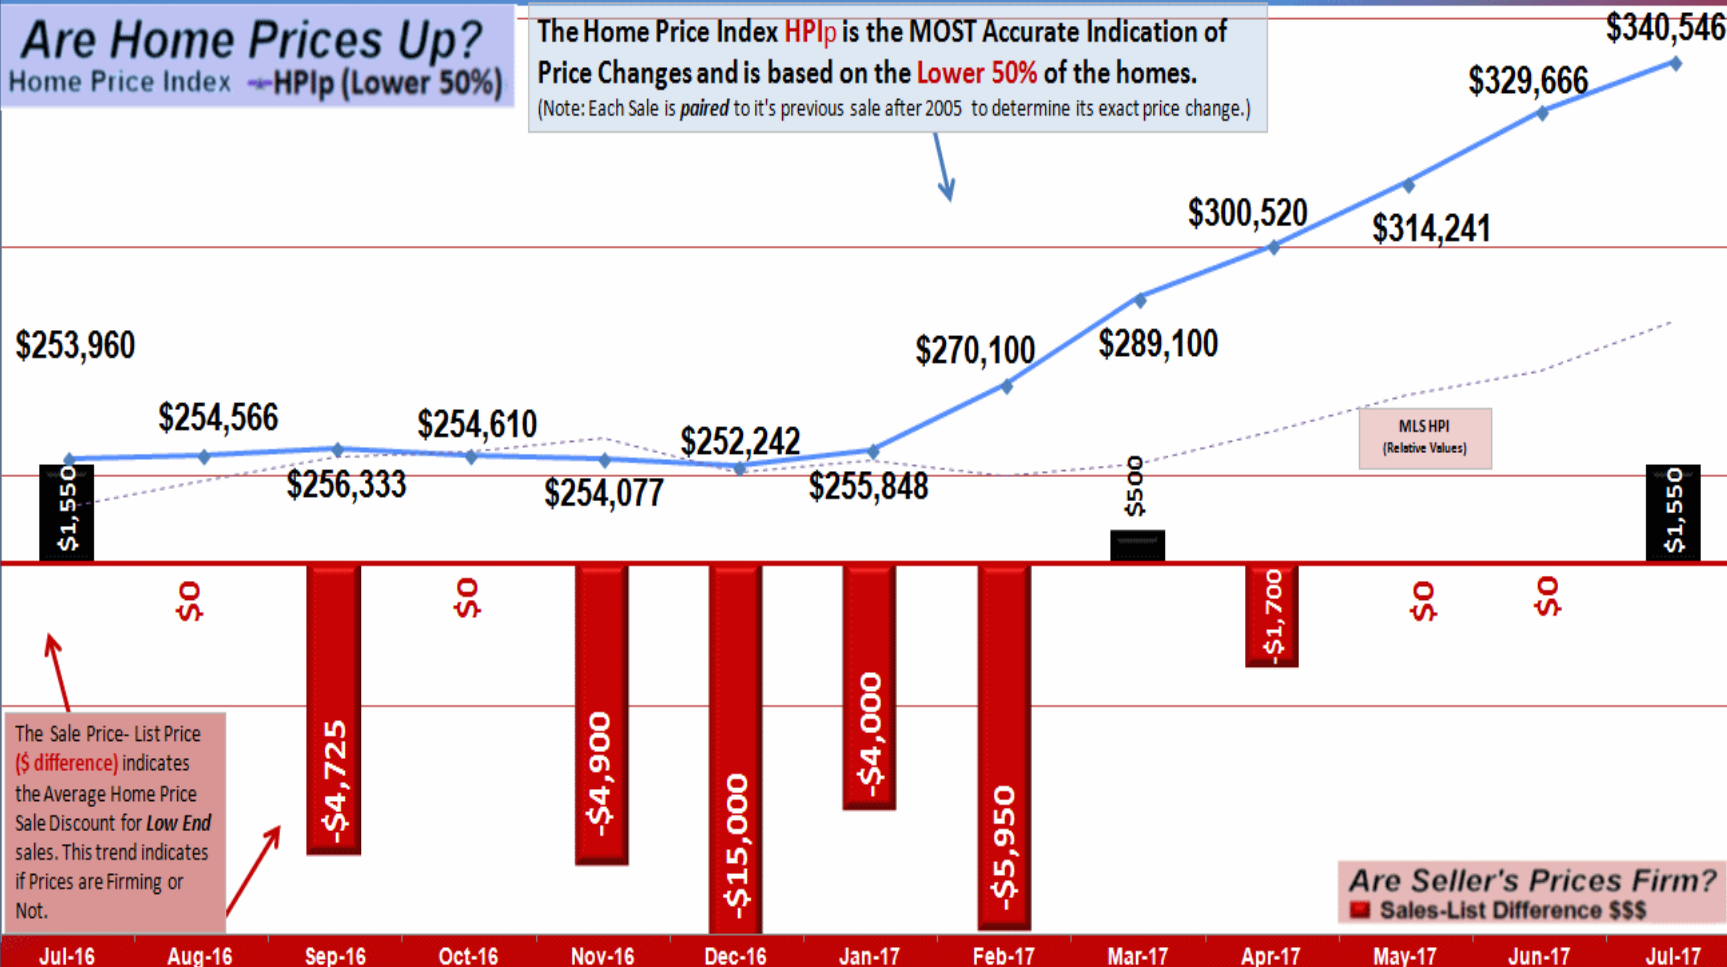 Are Home Prices Up?
Home Price Index HPIp (Lower 50%)
The Home Price Index HPIp is the MOST Accurate Indication of
Price Changes and is based on the Lower 50% of the homes.
(Note: Each Sale is paired to it's previous sale after 2005 to determine its exact price change.)
$340,546
$329,666
$300,520
$314,241
$270,100
$289,100
$253,960
$254,566
$254,610
$252,242
$256,333
$254,077
$255,848
MLS HPI
(Relative Values)
$1,550
$0
-$4,725
$0
-$4,900
-$15,000
-$4,000
-$5,950
$500
-$1,700
$0
$0
$1,550
The Sale Price- List Price
($ difference) indicates
the Average Home Price
Sale Discount for Low End
sales. This trend indicates
if Prices are Firming or
Not.
Are Seller's Prices Firm?
Sales-List Difference $$$
Jul-16 Aug-16 Sep-16 Oct-16 Nov-16 Dec-16 Jan-17 Feb-17 Mar-17 Apr-17 May-17 Jun-17 Jul-17